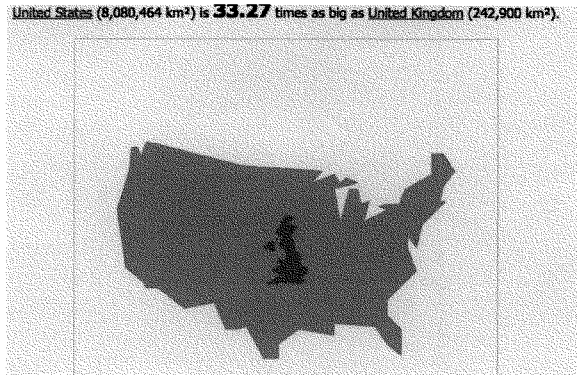 United States (8,080,464 km²) is 33.27 times as big as United Kingdom (242,900 km²).